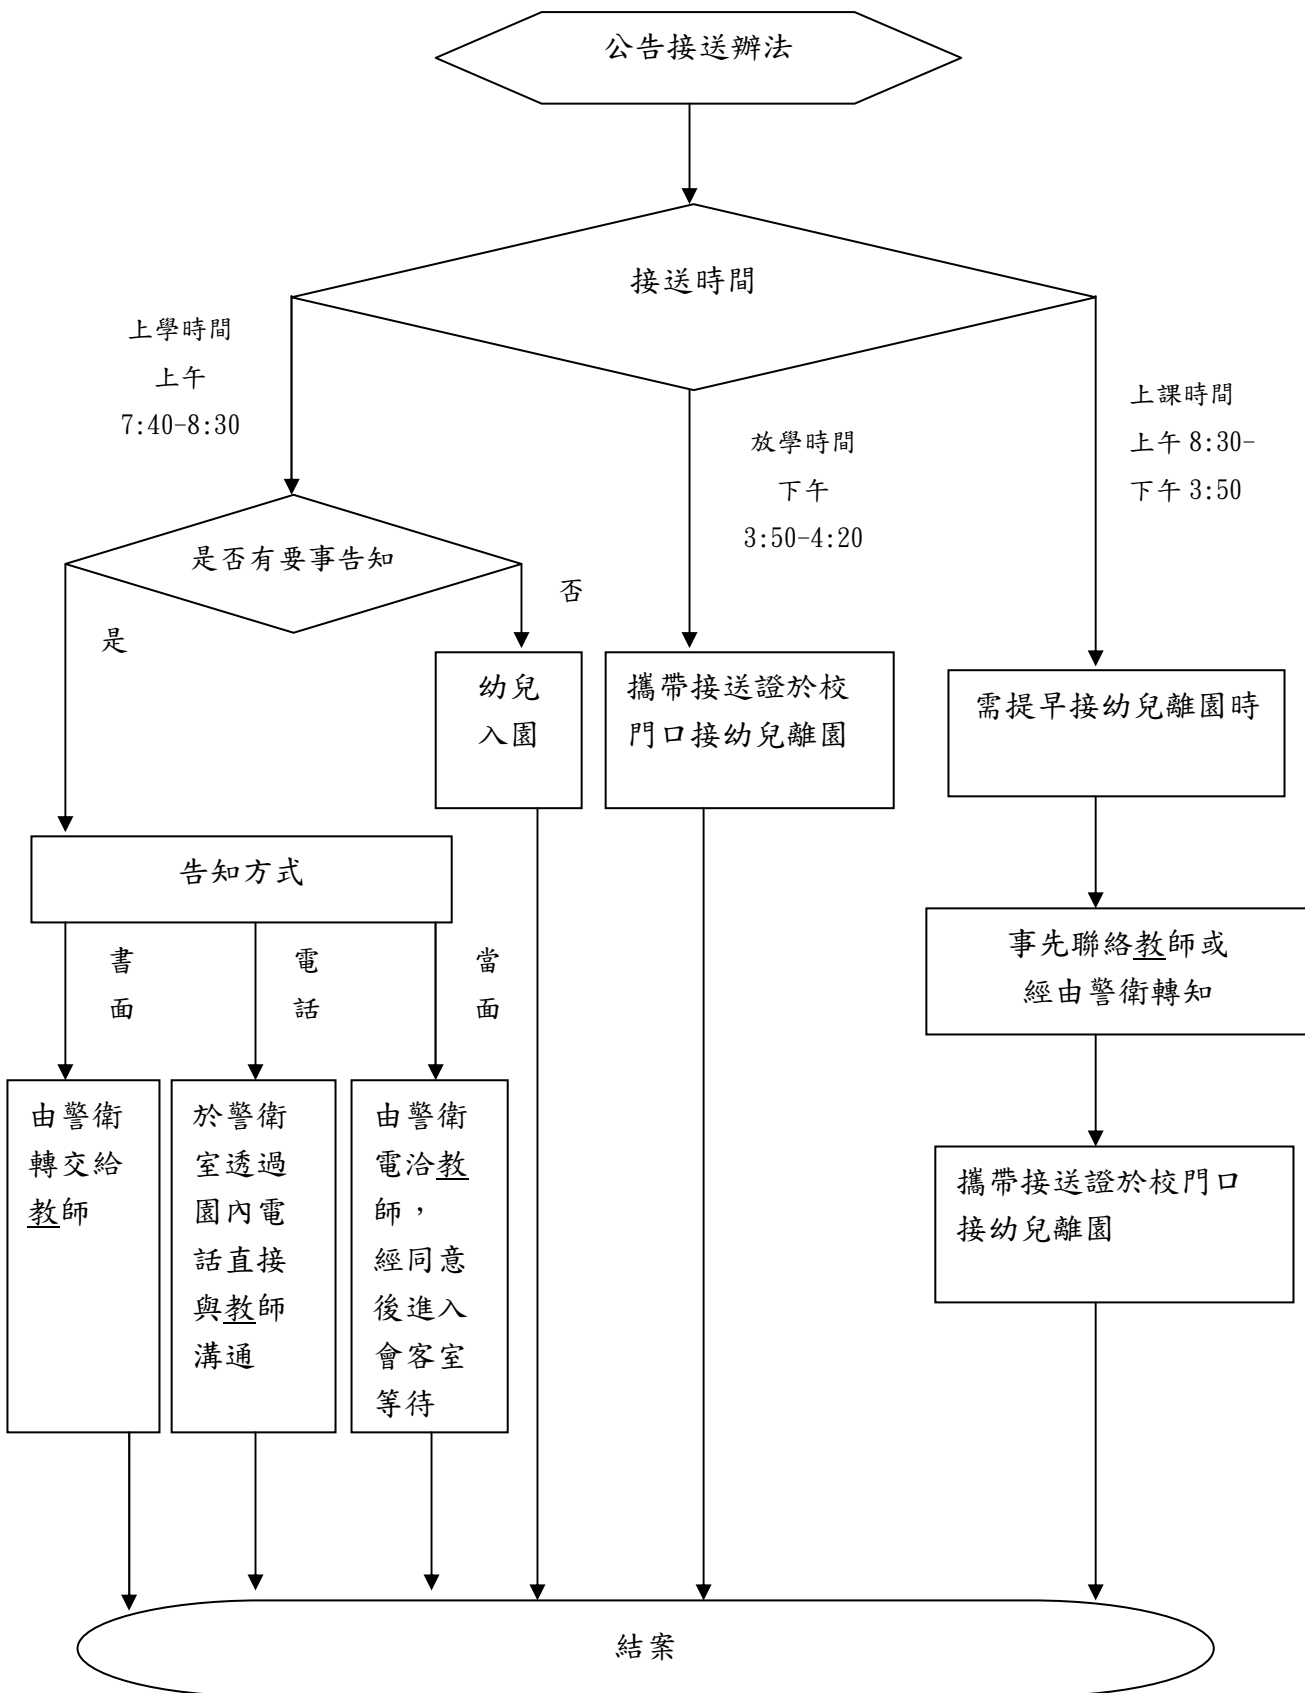 公告接送辦法
接送時間
上學時間
上午
7:40-8:30
放學時間
下午
3:50-4:20
上課時間
上午 8:30-
下午 3:50
是否有要事告知
是
否
幼兒
入園
攜帶接送證於校
門口接幼兒離園
需提早接幼兒離園時
告知方式
書
面
電
話
當
面
事先聯絡教師或
經由警衛轉知
由警衛
轉交給
教師
於警衛
室透過
園內電
話直接
與教師
溝通
由警衛
電洽教
師，
經同意
後進入
會客室
等待
攜帶接送證於校門口
接幼兒離園
結案